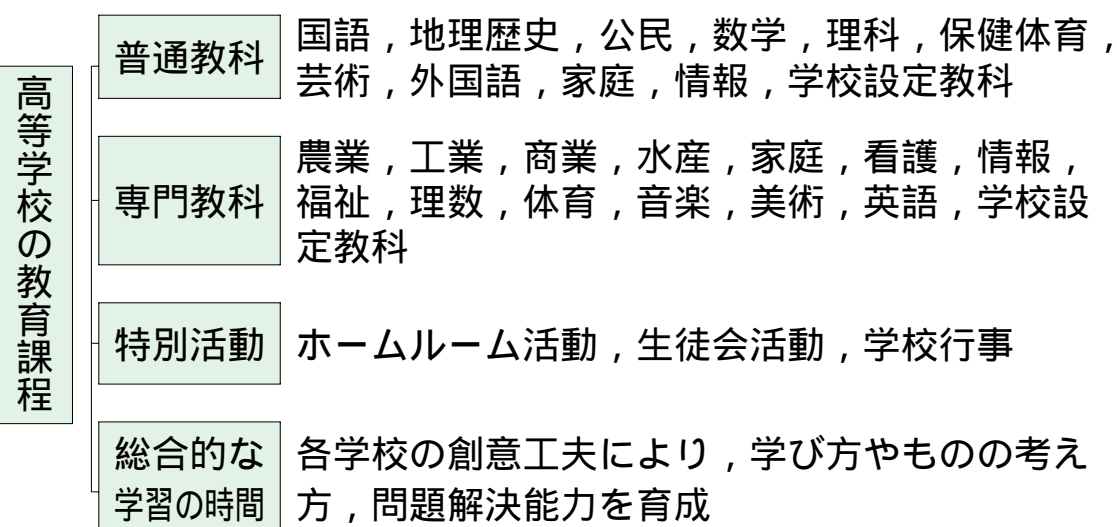 高等学校の教育課程
普通教科
国語，地理歴史，公民，数学，理科，保健体育，
芸術，外国語，家庭，情報，学校設定教科
専門教科
農業，工業，商業，水産，家庭，看護，情報，
福祉，理数，体育，音楽，美術，英語，学校設
定教科
特別活動
ホームルーム活動，生徒会活動，学校行事
総合的な
学習の時間
各学校の創意工夫により，学び方やものの考え
方，問題解決能力を育成